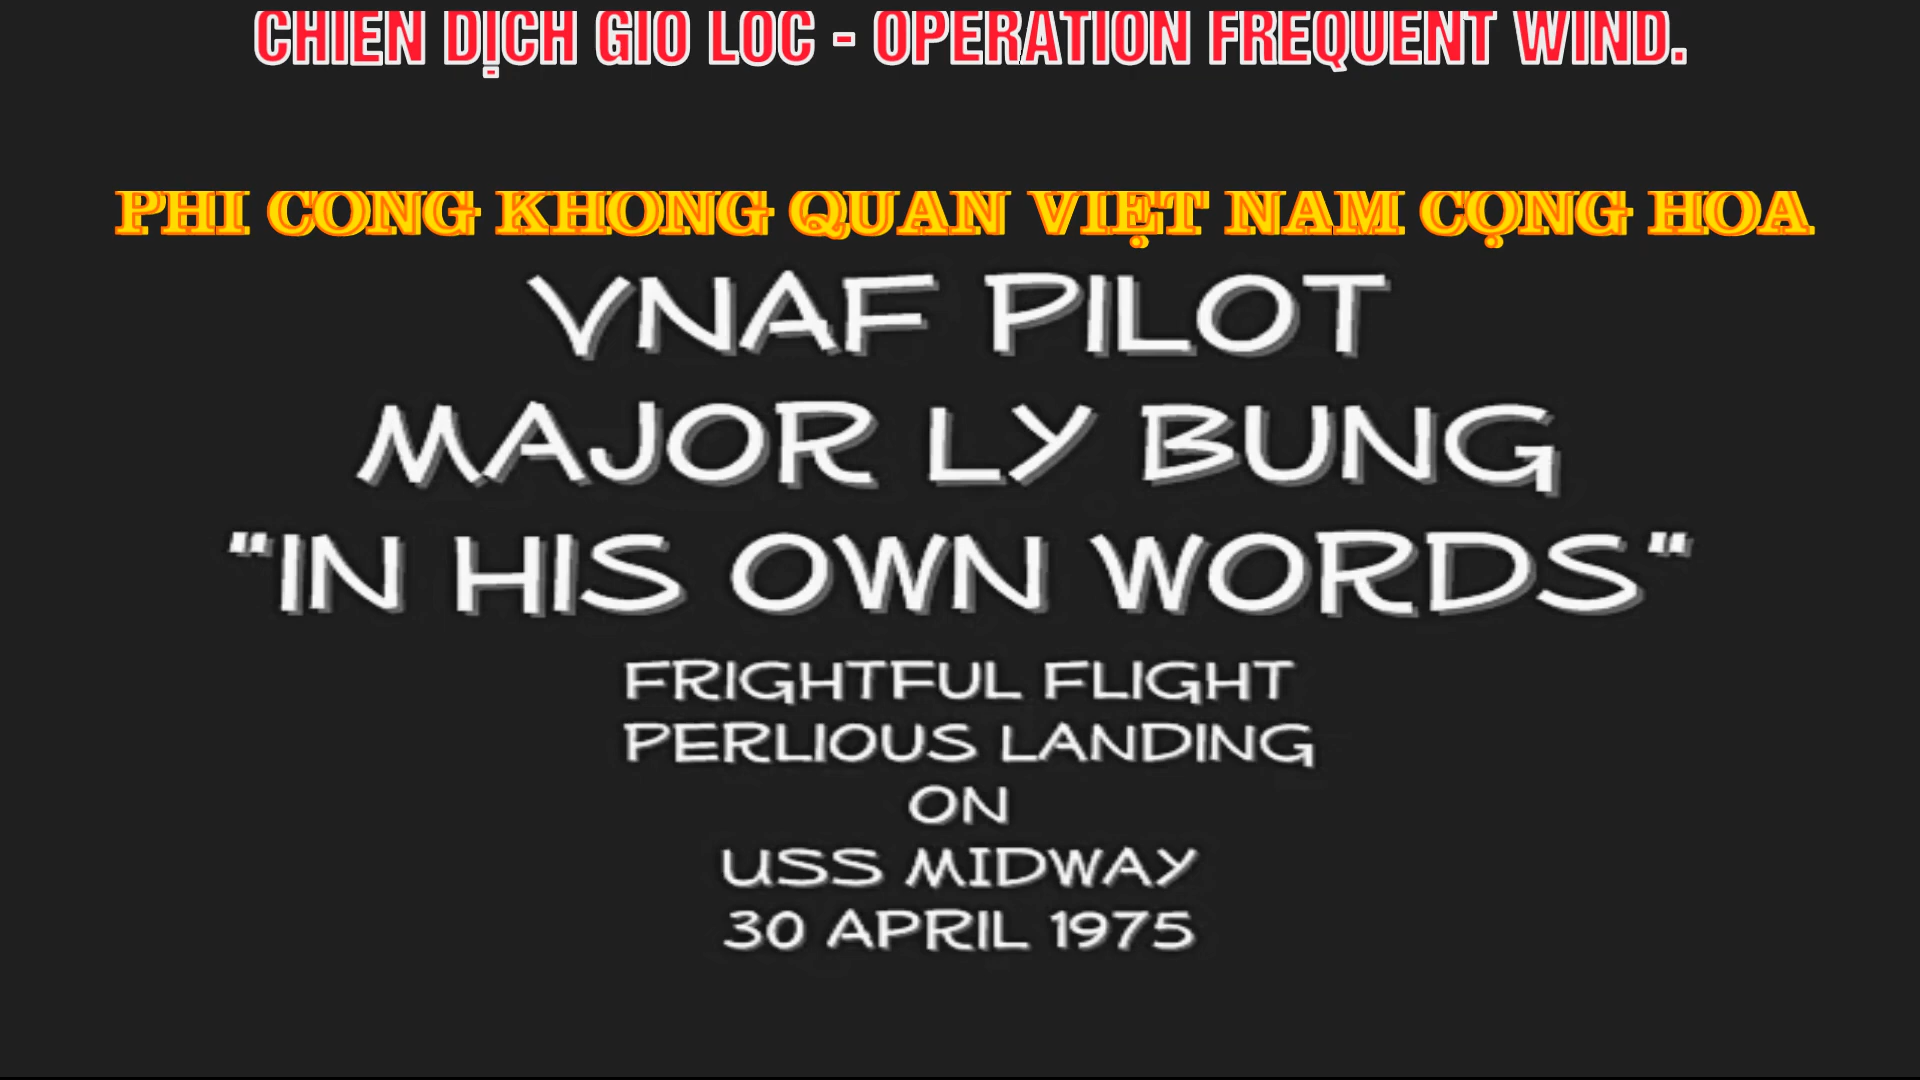 CHIEN DỊCH GIO LOC - OPERATION FREQUENT WIND.
PHI CONG KHONG QUAN VIỆT NAM CỘNG HOA
VNAF PILOT
MAJOR LY BUNG
"IN HIS OWN WORDS"
FRIGHTFUL FLIGHT
PERLIOUS LANDING
ON
USS MIDWAY
30 APRIL 1975